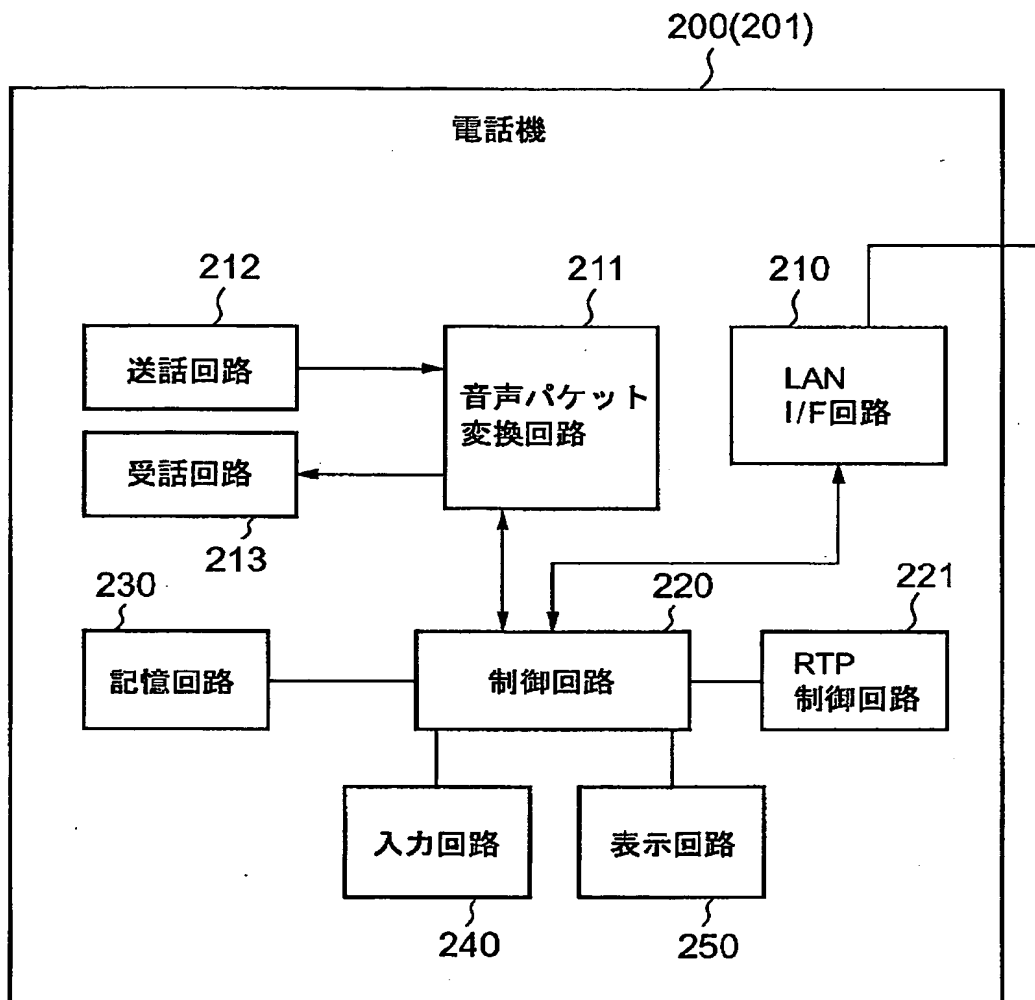 200(201)
電話機
212
211
210
送話回路
音声パケット
変換回路
LAN
I/F回路
受話回路
213
230
220
221
記憶回路
制御回路
RTP
制御回路
入力回路
表示回路
240
250